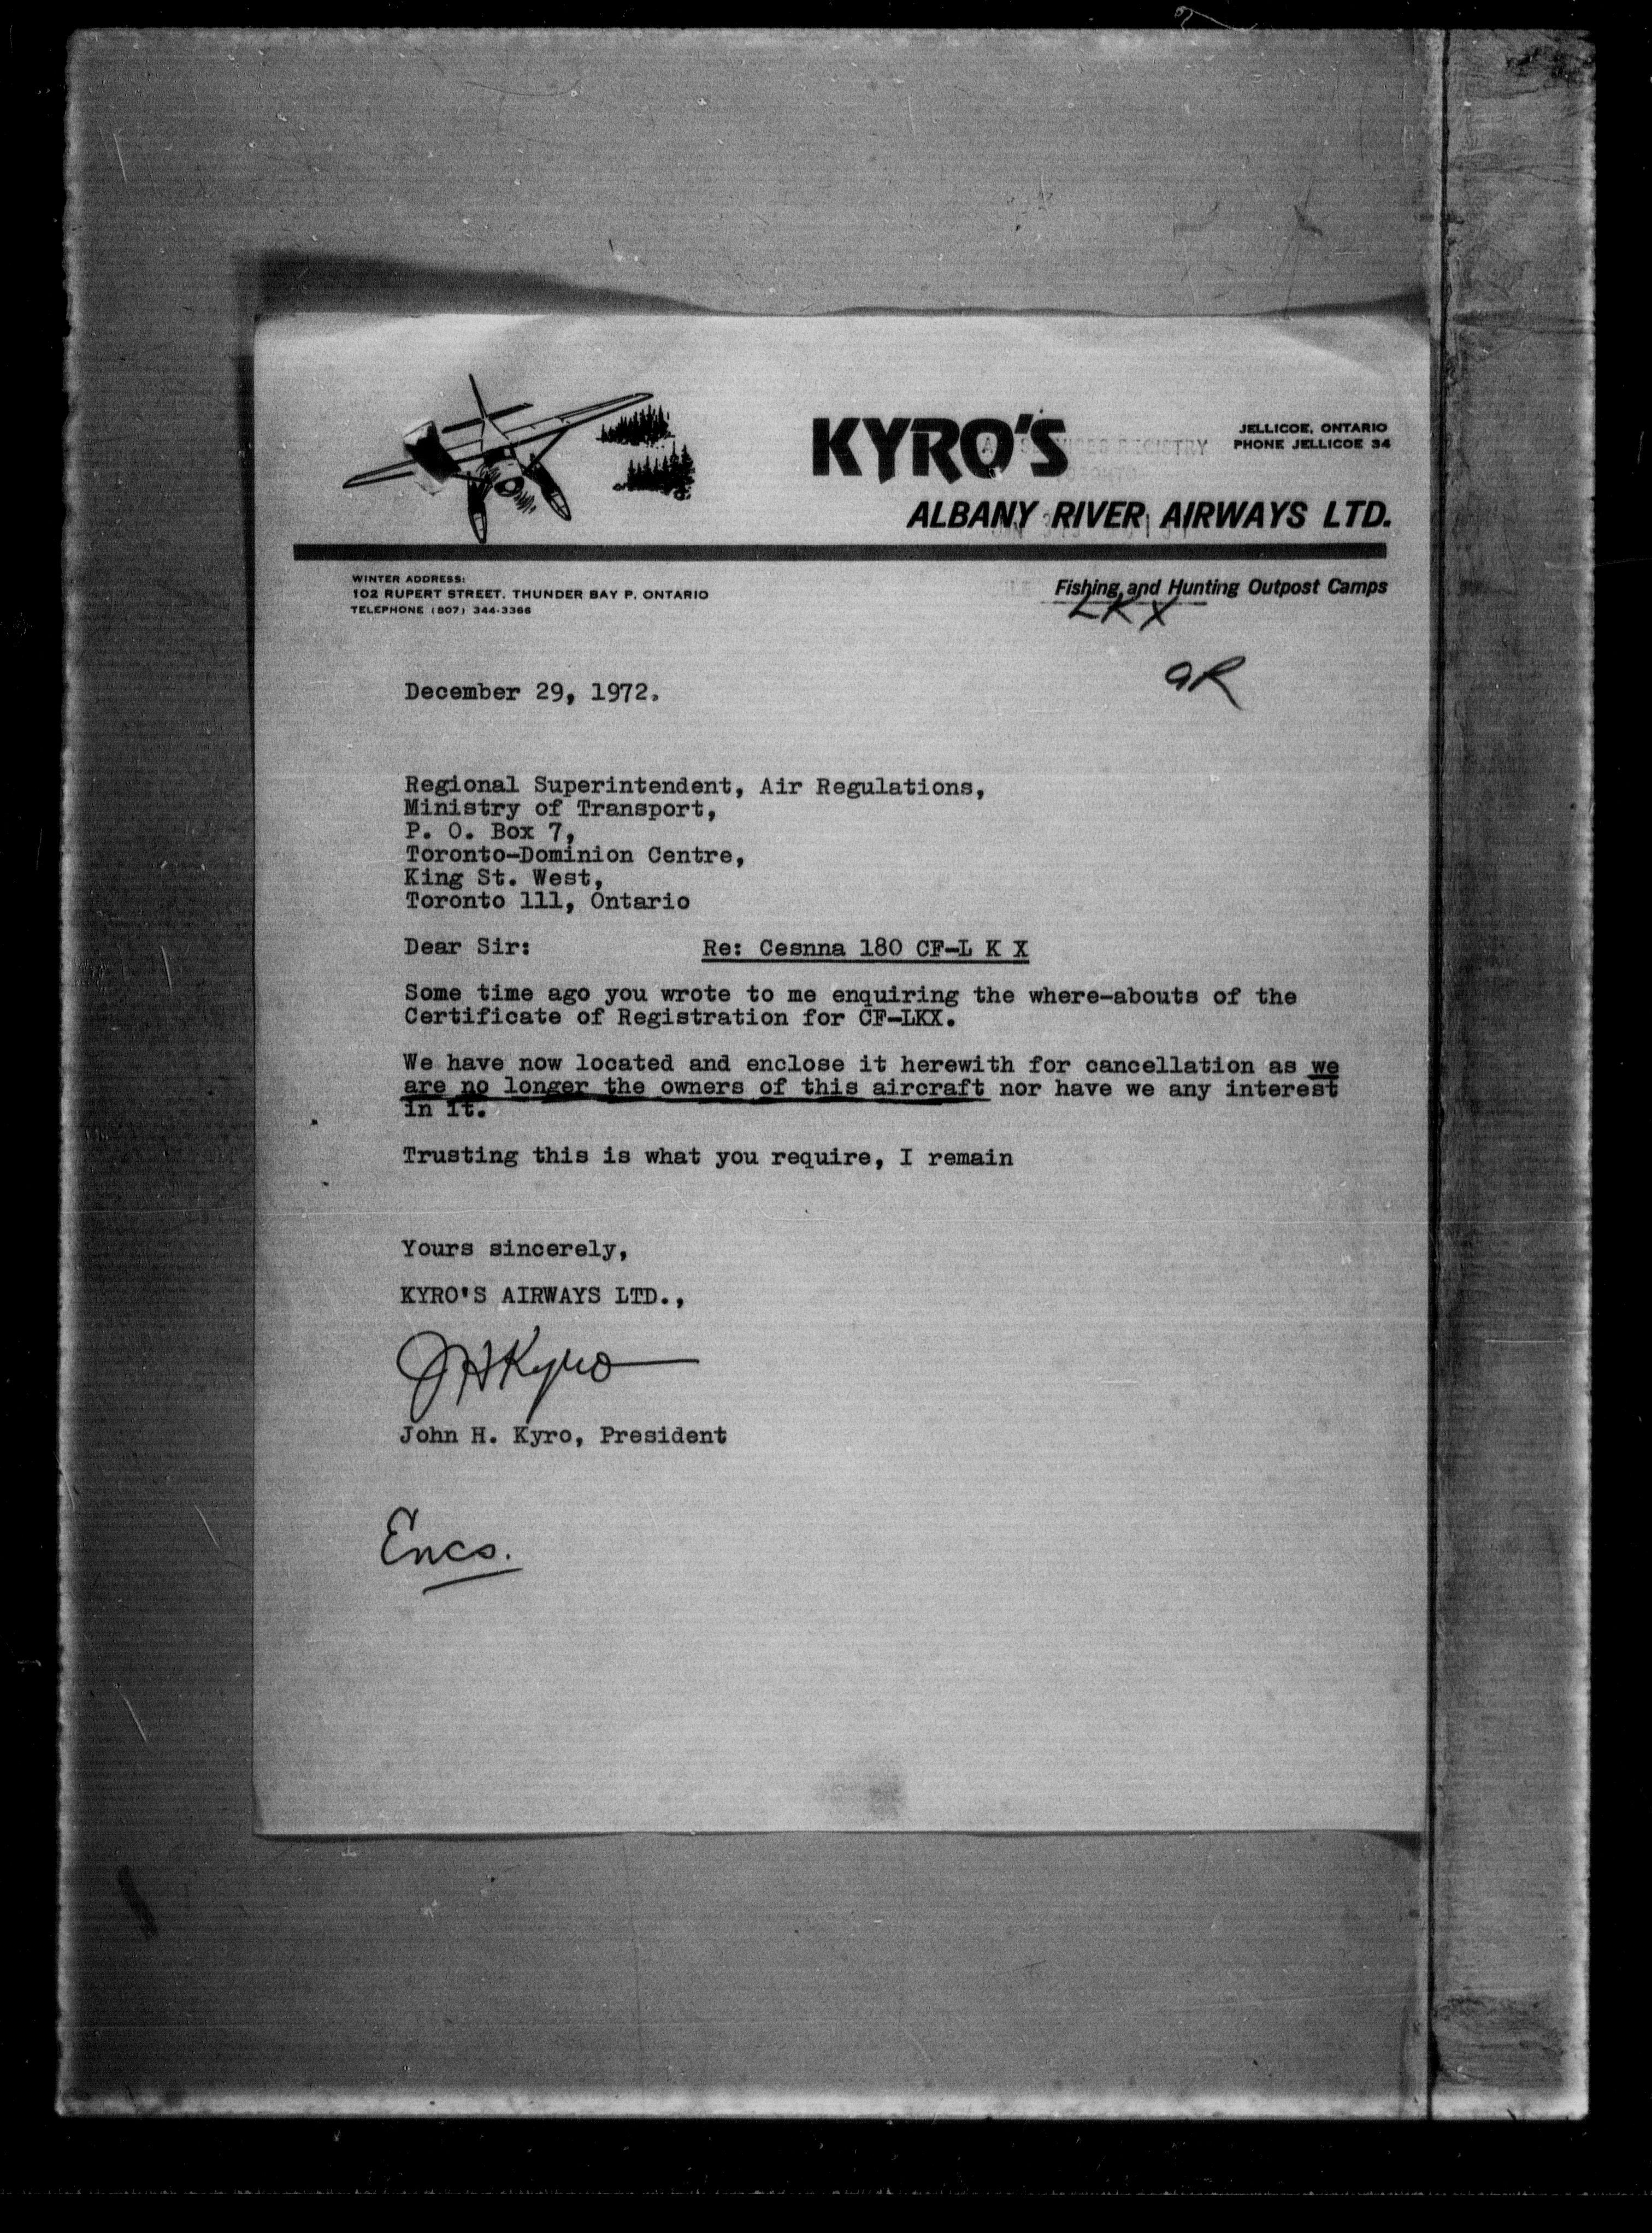 KYRO'S
JELLICOE, ONTARIO
PHONE JELLICOE 34
REGISTRY
ALBANY RIVER AIRWAYS LTD.
WINTER ADDRESS:
102 RUPERT STREET, THUNDER BAY P, ONTARIO
TELEPHONE (807) 344-3366
Fishing and Hunting Outpost Camps
LKX
December 29, 1972.
Regional Superintendent, Air Regulations,
Ministry of Transport,
P. O. Box 7,
Toronto-Dominion Centre,
King St. West,
Toronto 111, Ontario
Dear Sir: Re: Cesnna 180 CF-L K X
Some time ago you wrote to me enquiring the where-abouts of the
Certificate of Registration for CF-LKX.
We have now located and enclose it herewith for cancellation as we
are no longer the owners of this aircraft nor have we any interest
in it.
Trusting this is what you require, I remain
Yours sincerely,
KYRO'S AIRWAYS LTD.,
JHKyro
John H. Kyro, President
Encs.